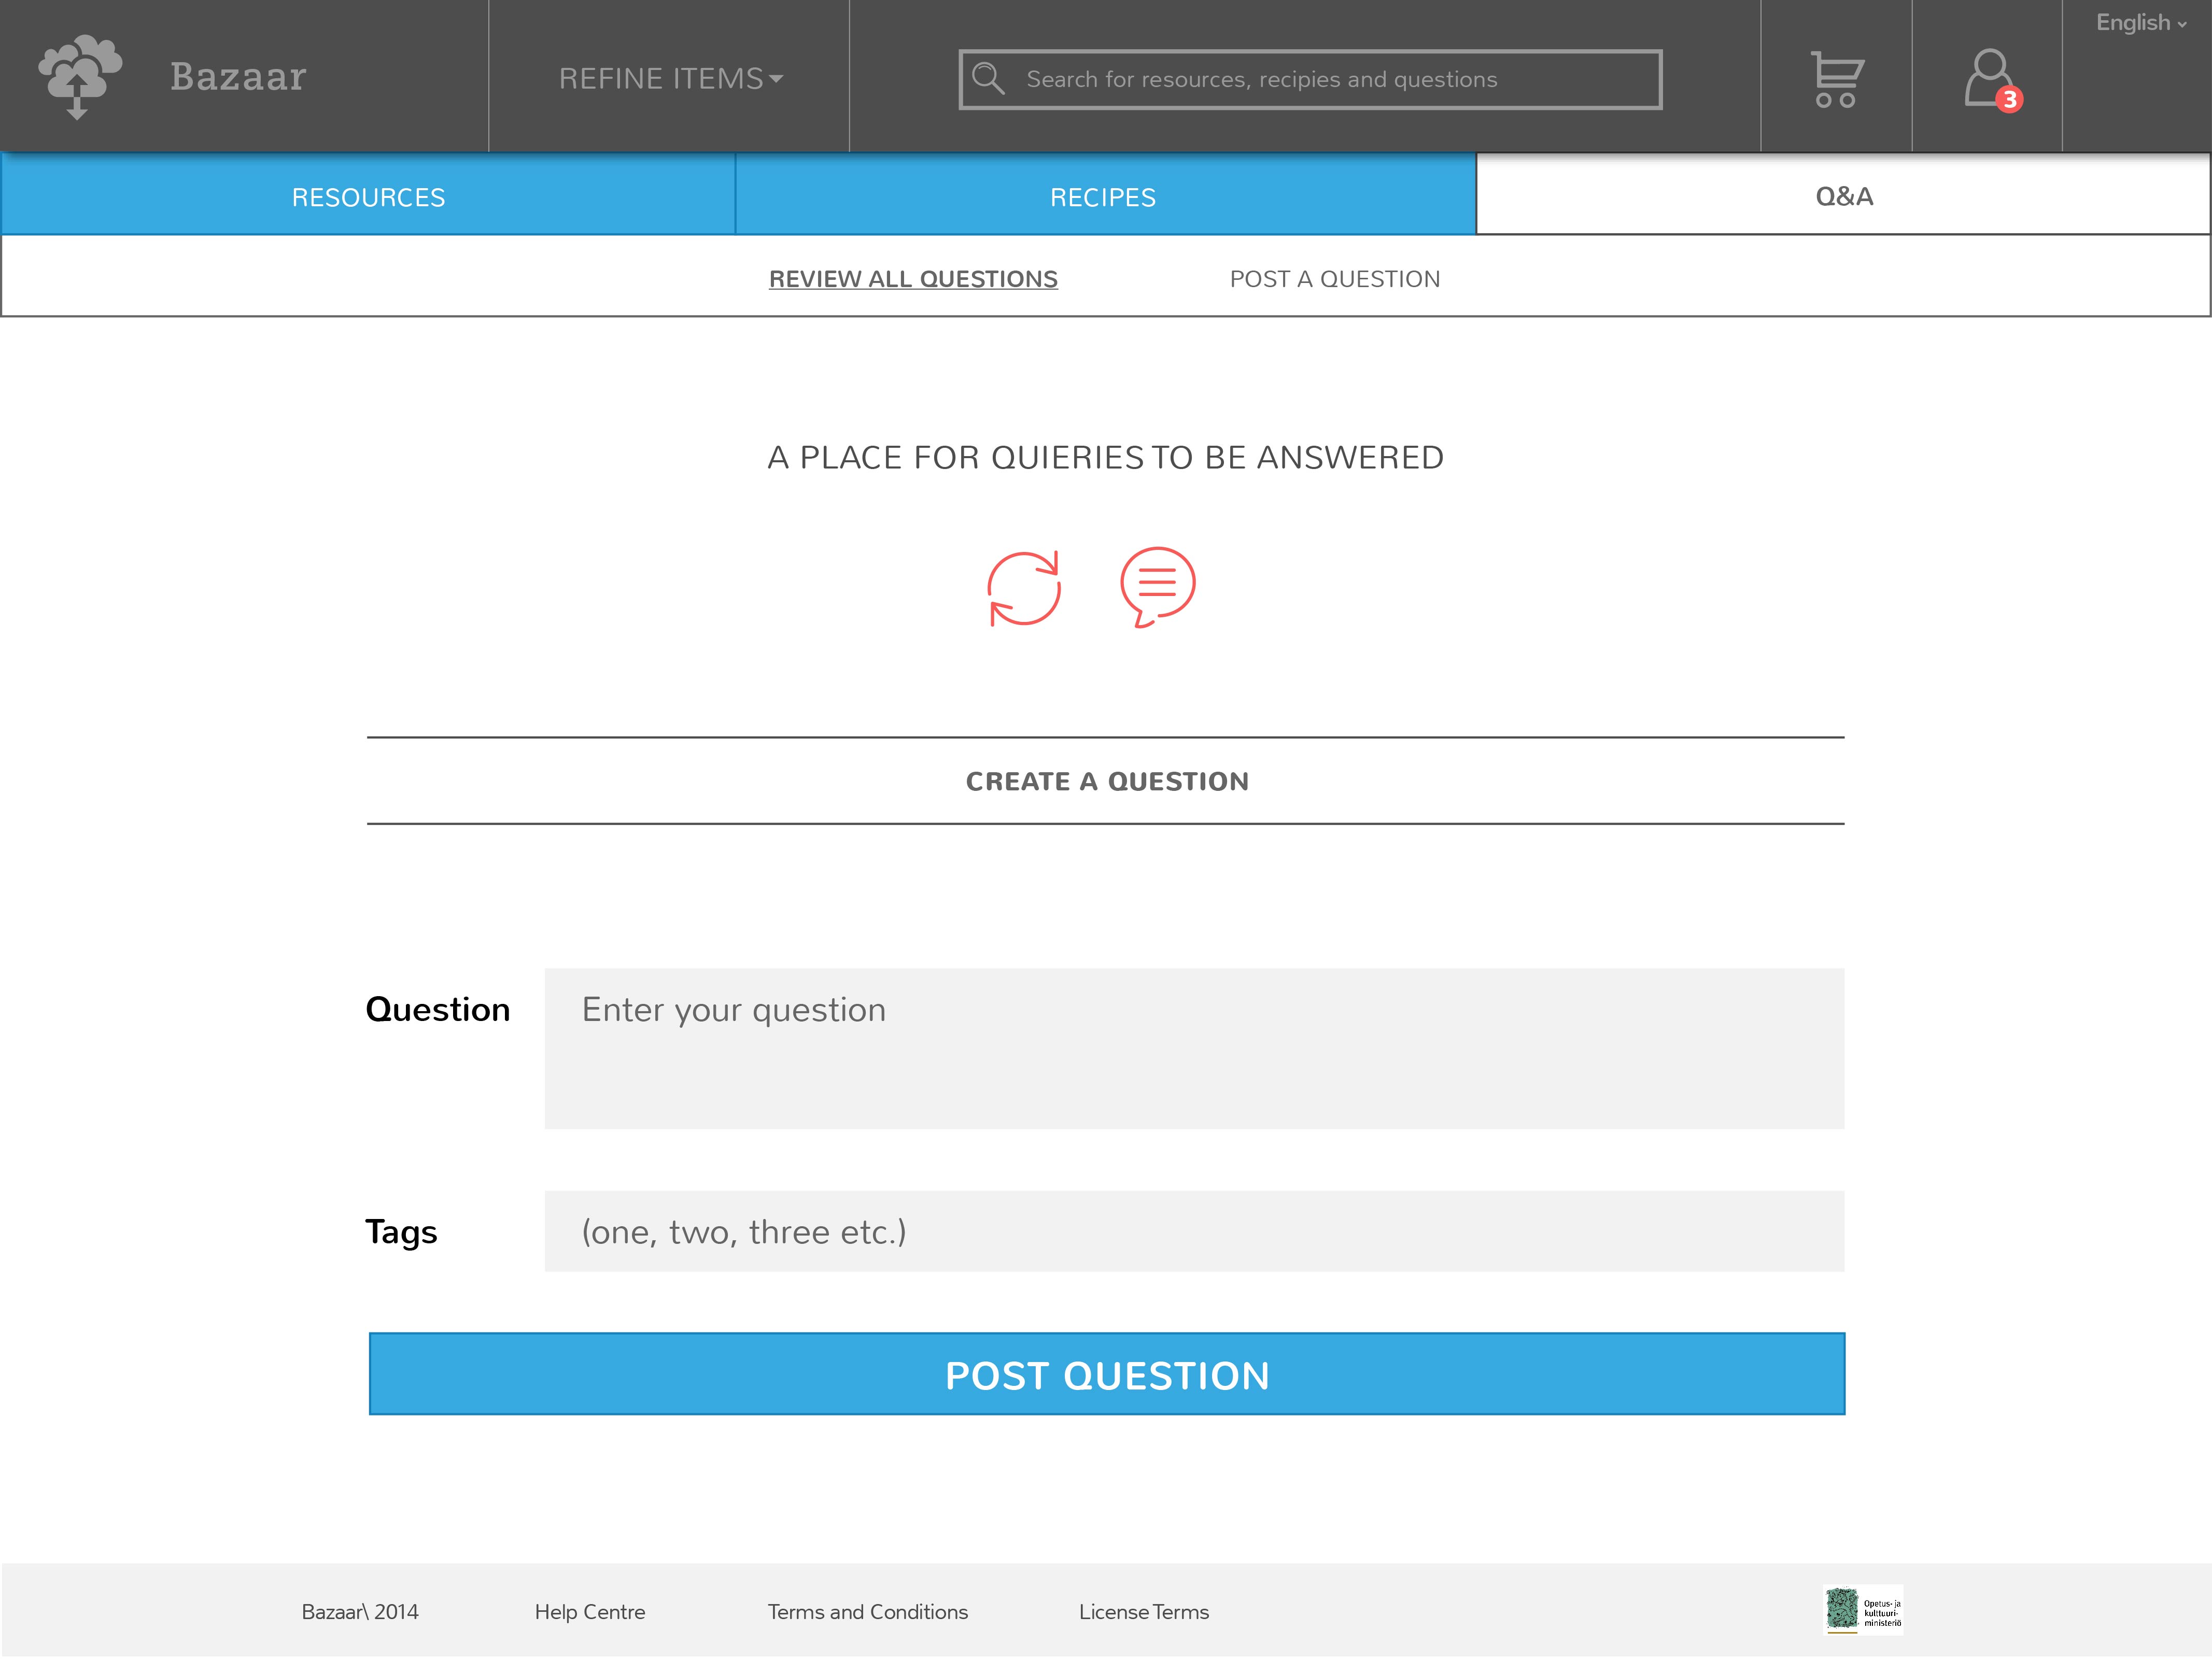 English
Bazaar
REFINE ITEMS
Search for resources, recipies and questions
3
RESOURCES
RECIPES
Q&A
REVIEW ALL QUESTIONS
POST A QUESTION
A PLACE FOR QUIERIES TO BE ANSWERED
CREATE A QUESTION
Question
Enter your question
Tags
(one, two, three etc.)
POST QUESTION
Bazaar\ 2014
Help Centre
Terms and Conditions
License Terms
Opetus- ja
kulttuuri-
ministeriö